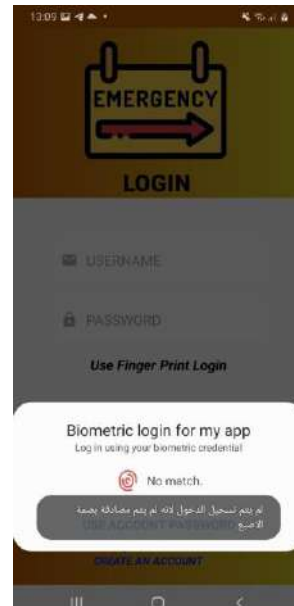 13:09
EMERGENCY
LOGIN
USERNAME
PASSWORD
Use Finger Print Login
Biometric login for my app
Log in using your biometric credential
No match.
لم يتم تسجيل الدخول لانه لم يتم مصادقة بصمة
الاصبع
USE ACCOUNT PASSWORD
CREATE AN ACCOUNT